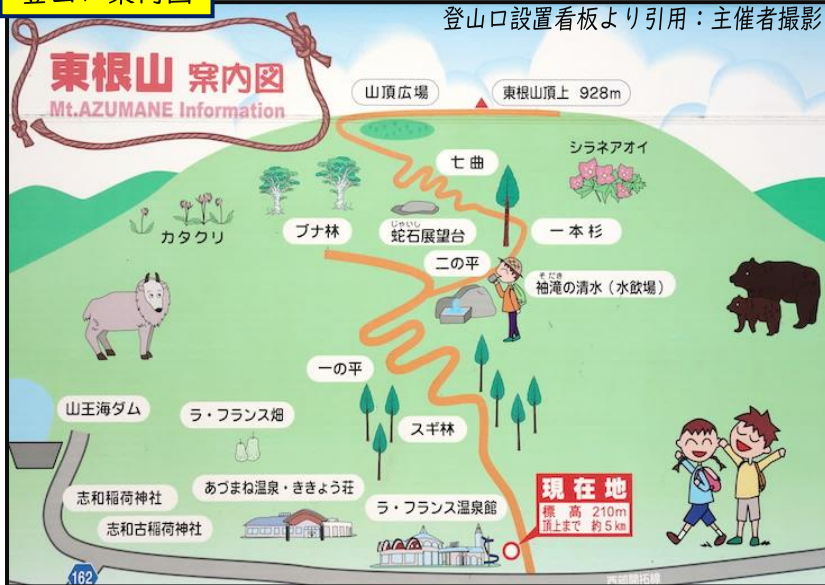 登山口設置看板より引用：主催者撮影
東根山 案内図
Mt.AZUMANE Information
山頂広場
東根山頂上 928m
七曲
シラネアオイ
カタクリ
ブナ林
じゃいし
蛇石展望台
一本杉
二の平
そだき
袖滝の清水（水飲場）
一の平
山王海ダム
ラ・フランス畑
スギ林
志和稲荷神社
あづまね温泉・ききょう荘
ラ・フランス温泉館
志和古稲荷神社
現在地
標高 210m
頂上まで 約5km
162